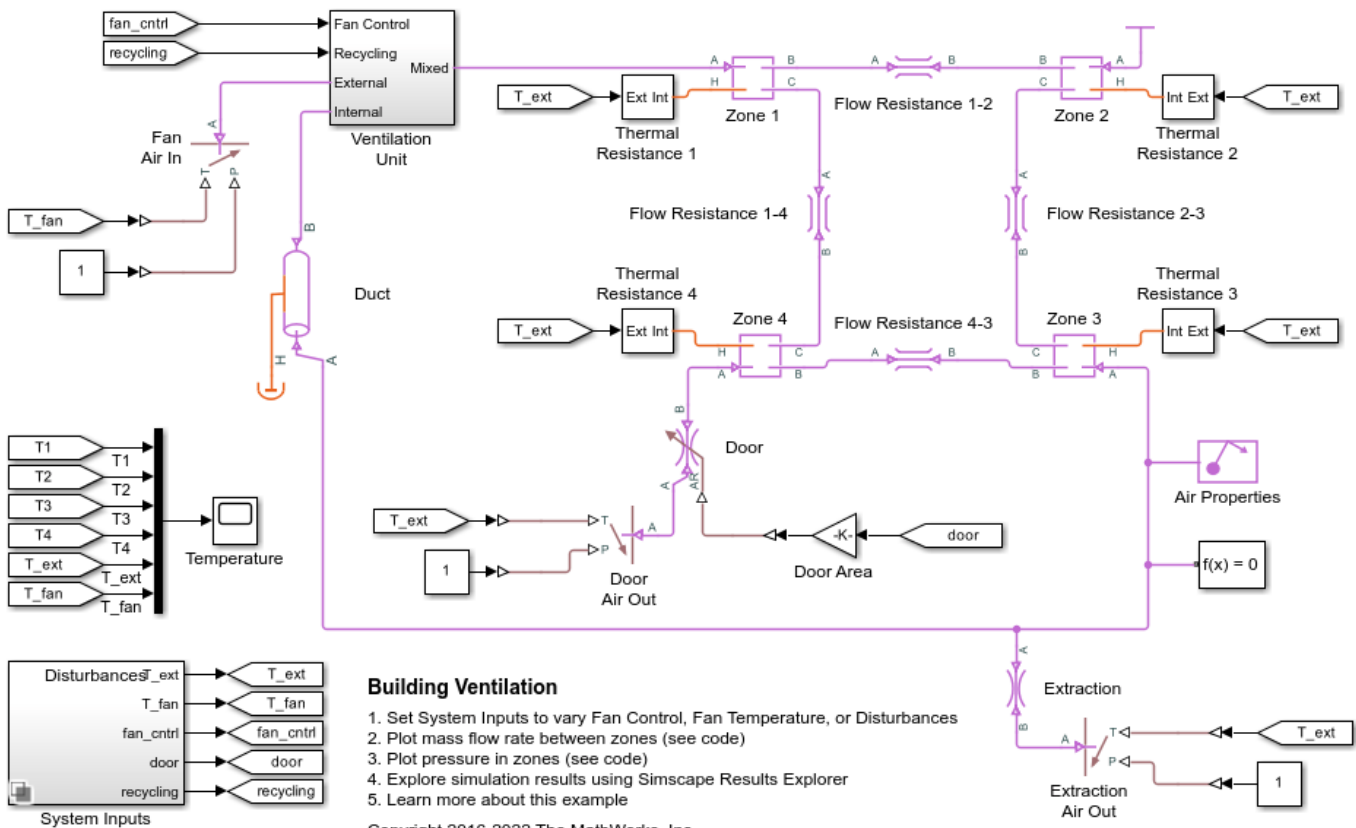 fan_cntrl
recycling
Fan Control
Recycling
External
Internal
Mixed
Ventilation
Unit
A
Fan
Air In
T
P
T_fan
1
B
Duct
H
A
T_ext
Ext Int
Thermal
Resistance 1
A
H
B
C
Zone 1
A
B
Flow Resistance 1-2
B
C
A
H
Zone 2
Int Ext
T_ext
Thermal
Resistance 2
A
Flow Resistance 1-4
B
A
Flow Resistance 2-3
B
Thermal
Resistance 4
T_ext
Ext Int
Zone 4
H
A
C
B
Flow Resistance 4-3
A
B
Zone 3
C
B
H
A
Thermal
Resistance 3
Int Ext
T_ext
B
Door
A
AR
T_ext
1
T
P
A
Door
Air Out
-K-
Door Area
door
Air Properties
f(x) = 0
T1
T2
T3
T4
T_ext
T_fan
T1
T2
T3
T4
T_ext
T_fan
Temperature
Disturbances
T_ext
T_fan
fan_cntrl
door
recycling
T_ext
T_fan
fan_cntrl
door
recycling
System Inputs
Building Ventilation
1. Set System Inputs to vary Fan Control, Fan Temperature, or Disturbances
2. Plot mass flow rate between zones (see code)
3. Plot pressure in zones (see code)
4. Explore simulation results using Simscape Results Explorer
5. Learn more about this example
A
Extraction
B
A
T
P
T_ext
1
Extraction
Air Out